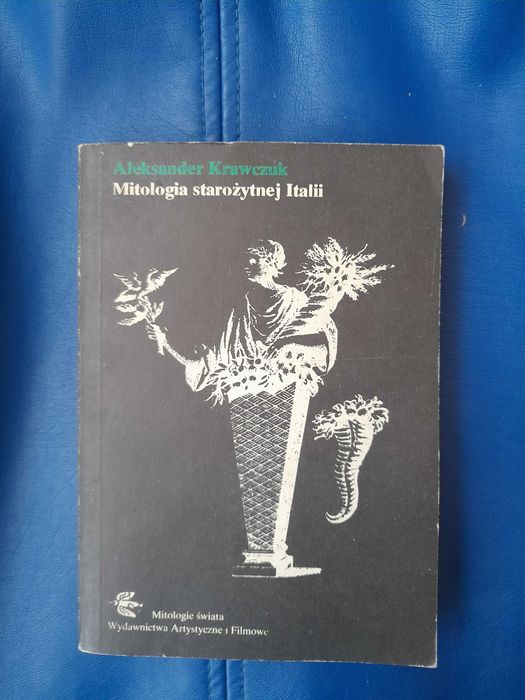 Aleksander Krawczuk
Mitologia starożytnej Italii
Mitologie świata
Wydawnictwa Artystyczne i Filmowe